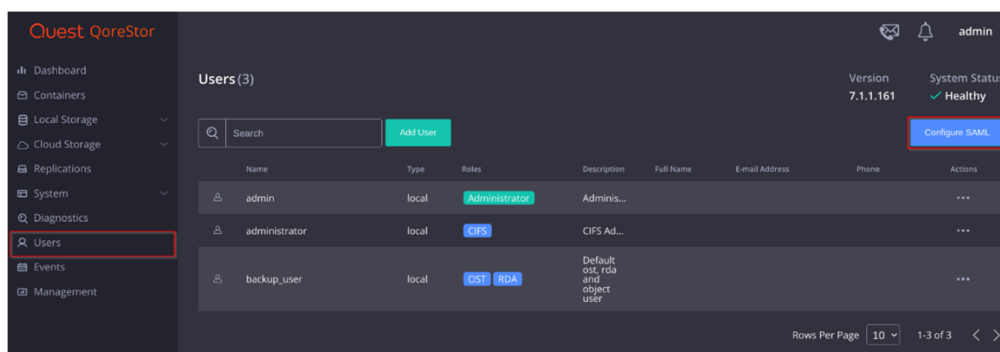 Quest QoreStor
admin
Dashboard
Containers
Local Storage
Cloud Storage
Replications
System
Diagnostics
Users
Events
Management
Users (3)
Version
7.1.1.161
System Status
Healthy
Search
Add User
Configure SAML
Name Type Roles Description Full Name E-mail Address Phone Actions
admin local Administrator Adminis... ...
administrator local CIFS CIFS Ad... ...
backup_user local OST RDA Default
ost, rda
and
object
user
...
Rows Per Page 10 1-3 of 3